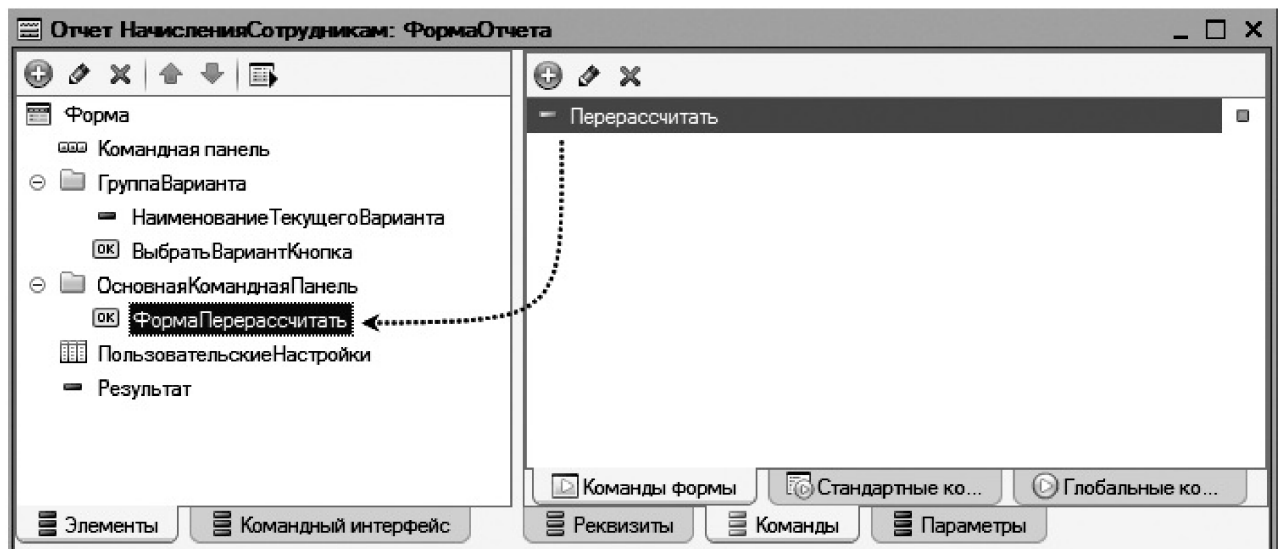 Отчет НачисленияСотрудникам: ФормаОтчета
Форма
Командная панель
ГруппаВарианта
НаименованиеТекущегоВарианта
OK ВыбратьВариантКнопка
ОсновнаяКоманднаяПанель
OK ФормаПерерассчитать
ПользовательскиеНастройки
Результат
Элементы Командный интерфейс
Перерассчитать
Команды формы Стандартные ко... Глобальные ко...
Реквизиты Команды Параметры